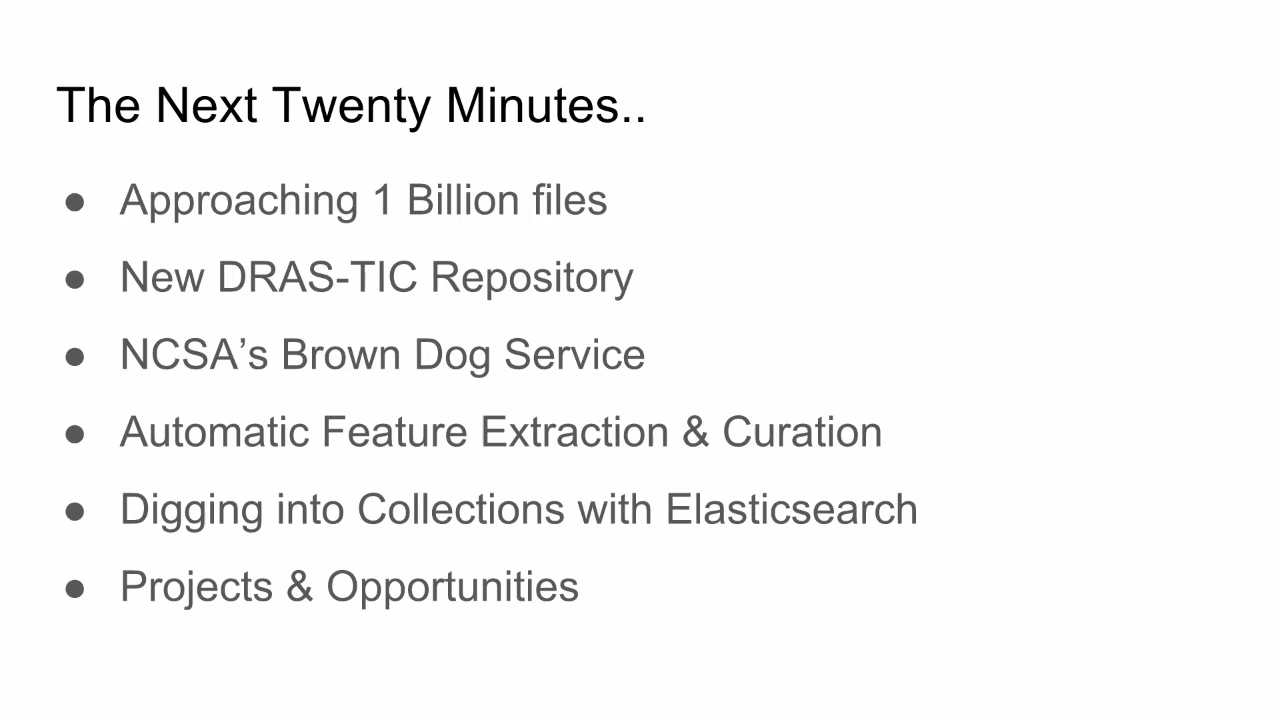 The Next Twenty Minutes..
● Approaching 1 Billion files
● New DRAS-TIC Repository
● NCSA’s Brown Dog Service
● Automatic Feature Extraction & Curation
● Digging into Collections with Elasticsearch
● Projects & Opportunities